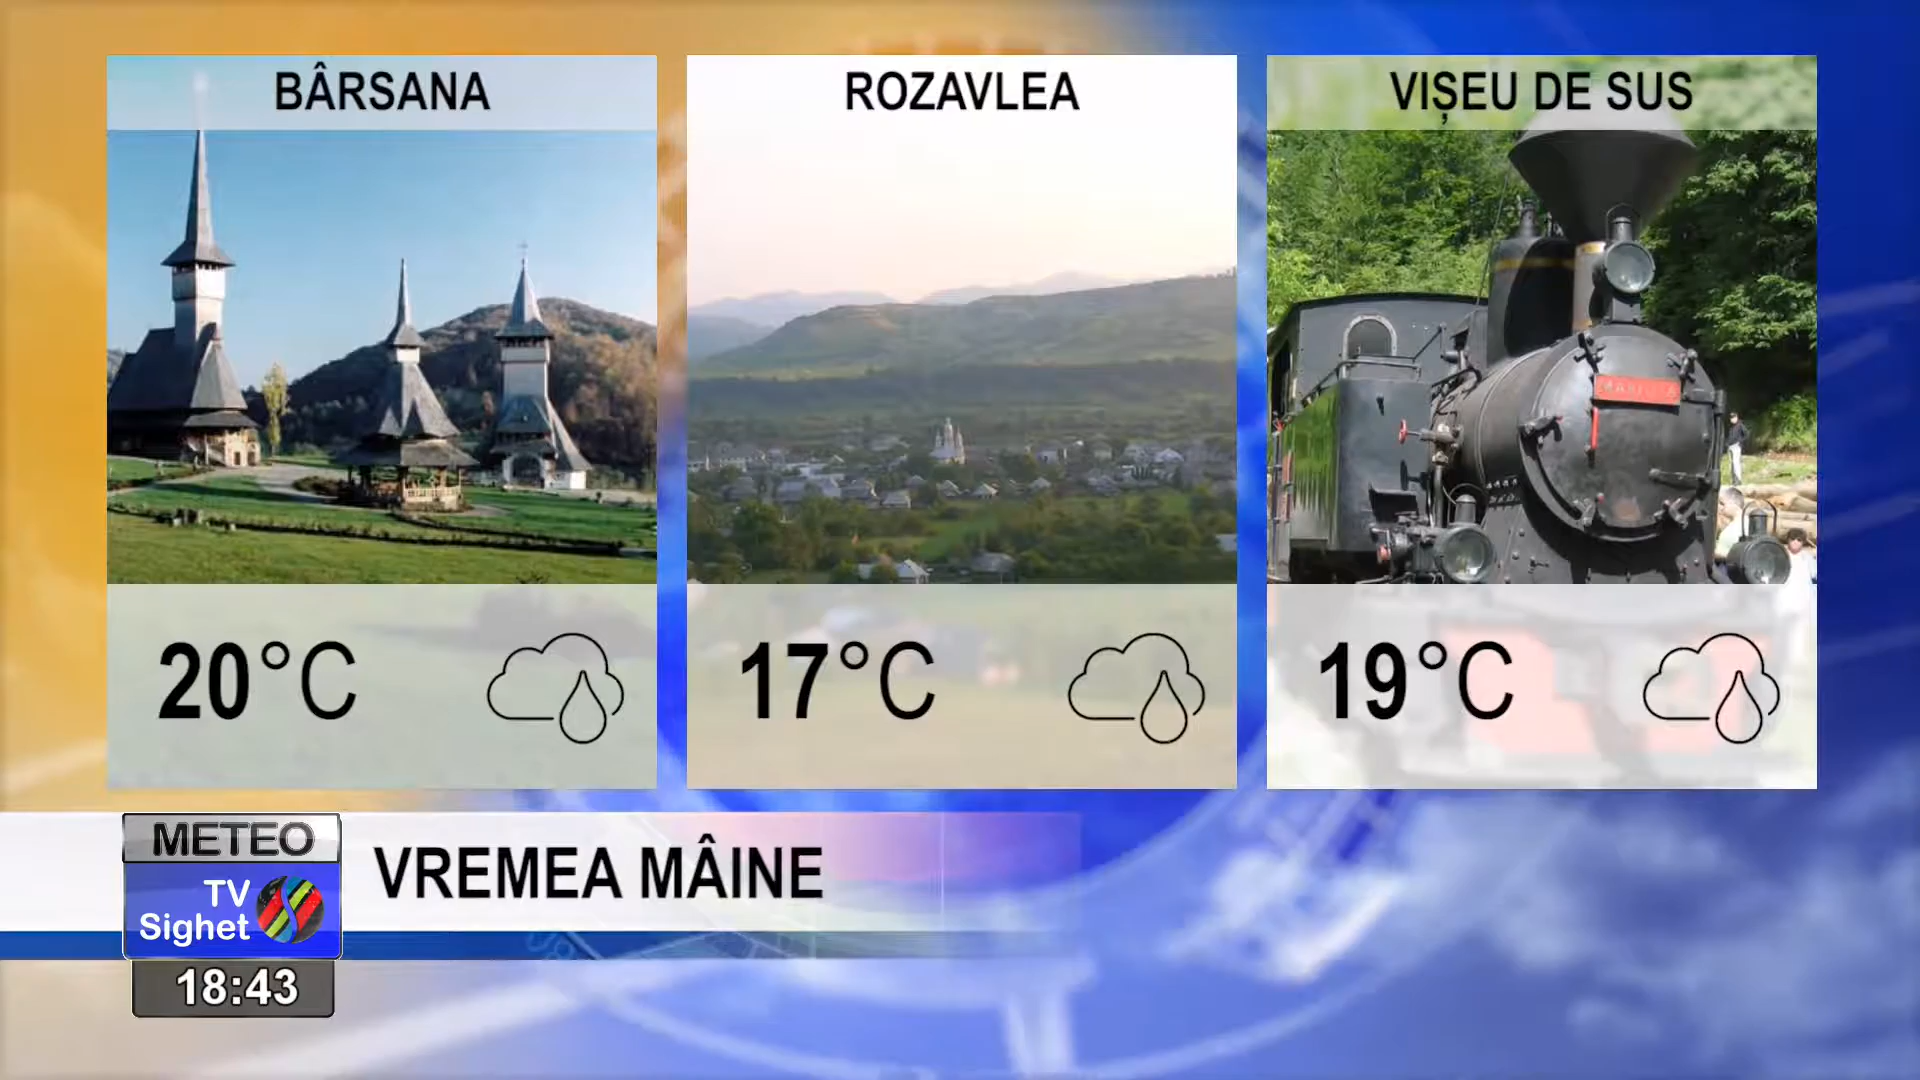 BÂRSANA
ROZAVLEA
VIȘEU DE SUS
20°C
17°C
19°C
METEO
VREMEA MÂINE
TV
Sighet
18:43